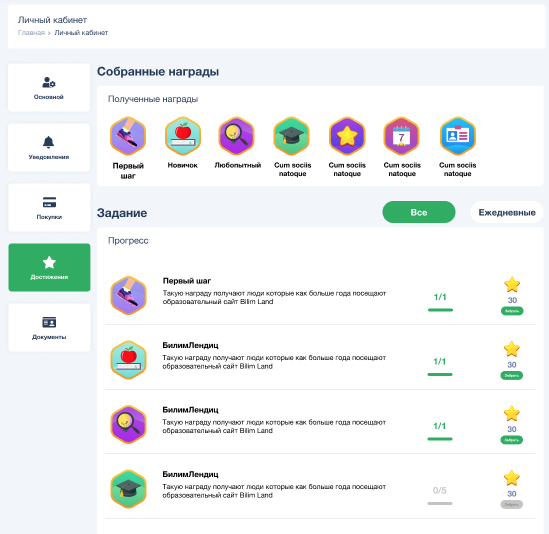 Личный кабинет
Главная > Личный кабинет
Основной
Уведомления
Покупки
Достижения
Документы
Собранные награды
Полученные награды
7
Первый
шаг
Новичок
Любопытный
Cum sociis
natoque
Cum sociis
natoque
Cum sociis
natoque
Cum sociis
natoque
Задание
Все
Ежедневные
Прогресс
Первый шаг
Такую награду получают люди которые как больше года посещают
образовательный сайт Bilim Land
1/1
30
Забрать
БилимЛендиц
Такую награду получают люди которые как больше года посещают
образовательный сайт Bilim Land
1/1
30
Забрать
БилимЛендиц
Такую награду получают люди которые как больше года посещают
образовательный сайт Bilim Land
1/1
30
Забрать
БилимЛендиц
Такую награду получают люди которые как больше года посещают
образовательный сайт Bilim Land
0/5
30
Забрать